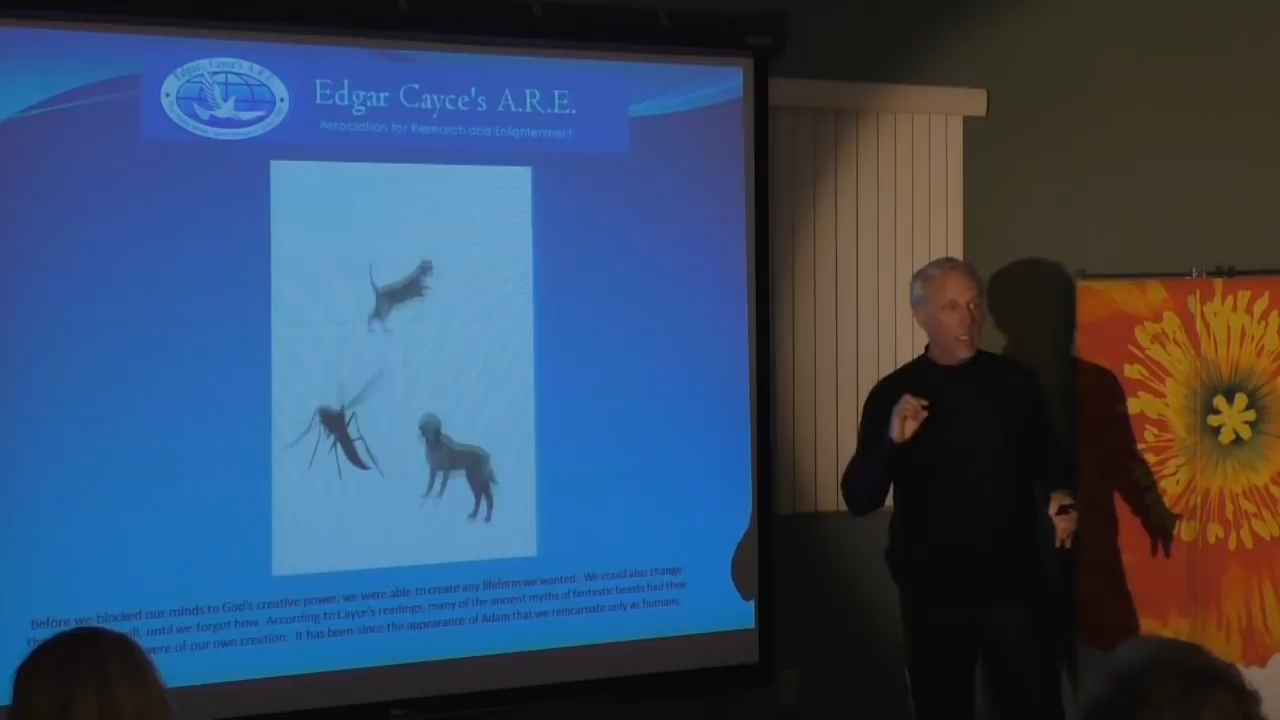 Edgar Cayce's A.R.E.
Edgar Cayce's A.R.E.
Association for Research and Enlightenment
Before we blocked our minds to God's creative power, we were able to create any lifeform we wanted. We could also change
until we forgot how. According to Cayce's readings, many of the ancient myths of fantastic beasts had their
were of our own creation. It has been since the appearance of Adam that we reincarnate only as humans.